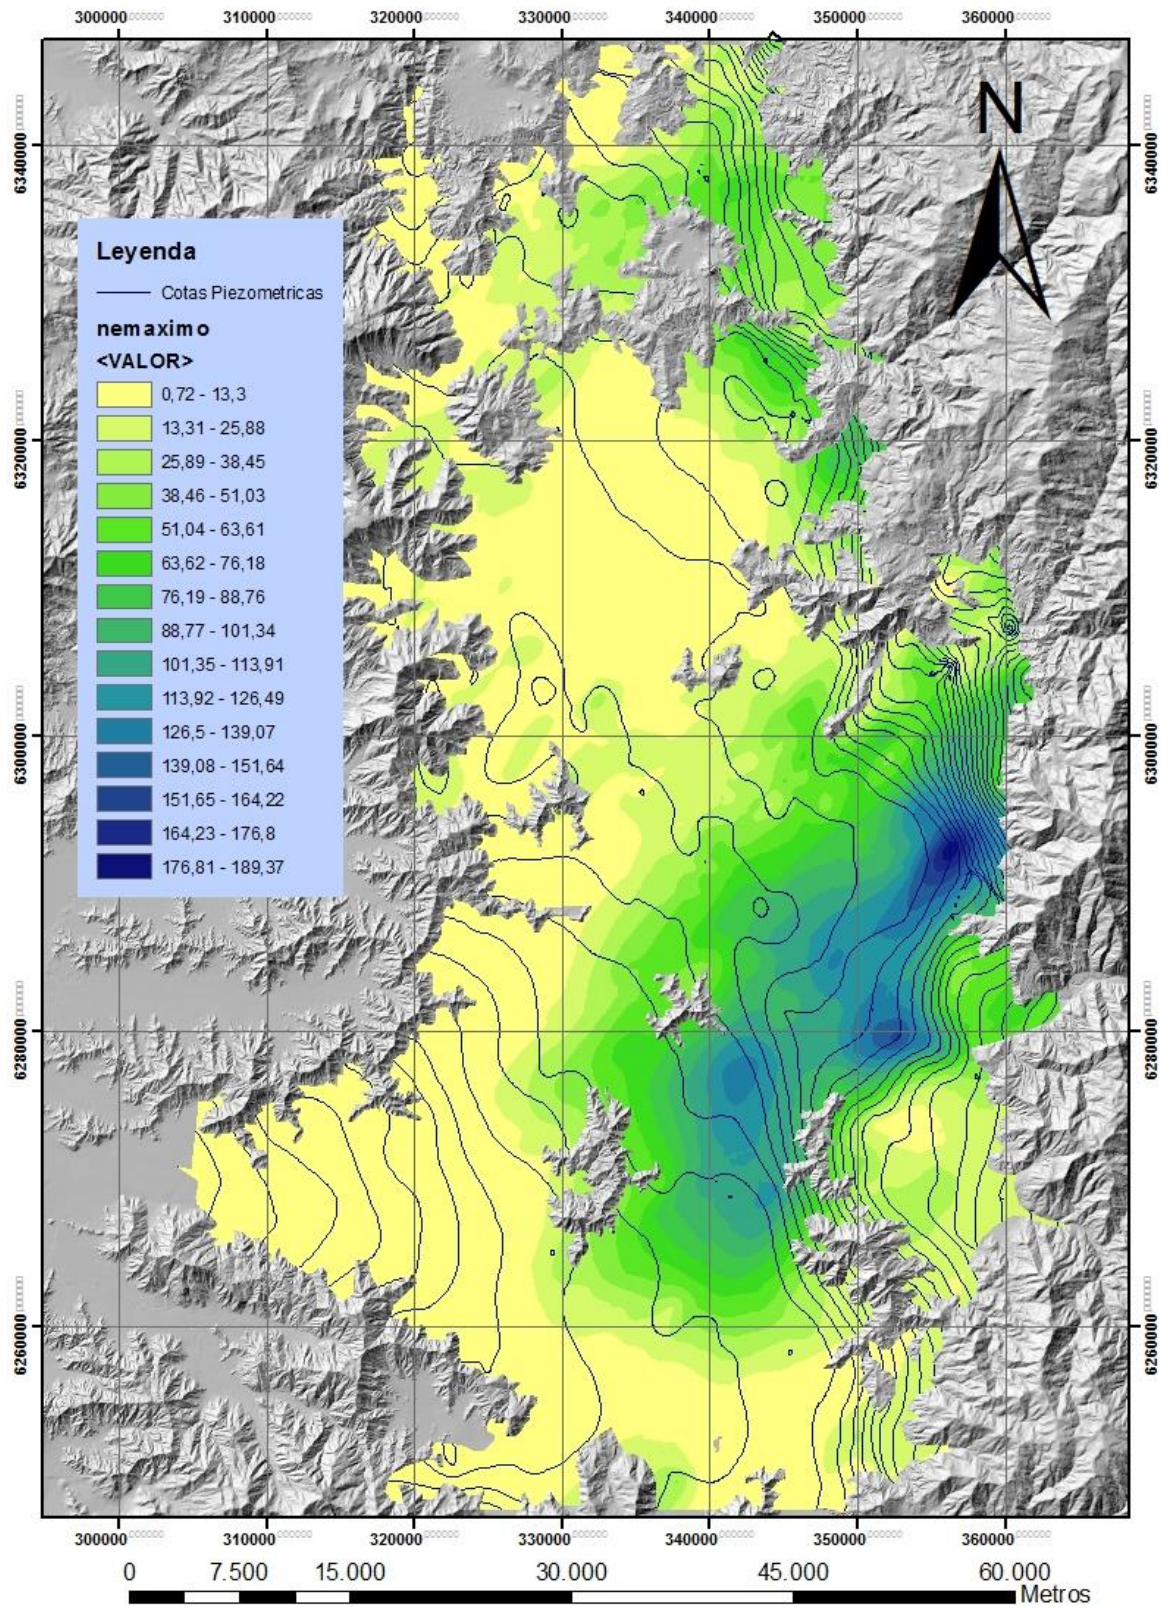 300000 310000 320000 330000 340000 350000 360000
N
6340000 6340000
Leyenda
Cotas Piezometricas
nemaximo
<VALOR>
0,72 - 13,3
13,31 - 25,88
25,89 - 38,45
38,46 - 51,03
51,04 - 63,61
63,62 - 76,18
76,19 - 88,76
88,77 - 101,34
101,35 - 113,91
113,92 - 126,49
126,5 - 139,07
139,08 - 151,64
151,65 - 164,22
164,23 - 176,8
176,81 - 189,37
6320000 6320000
6300000 6300000
6280000 6280000
6260000 6260000
300000 310000 320000 330000 340000 350000 360000
0 7.500 15.000 30.000 45.000 60.000
Metros